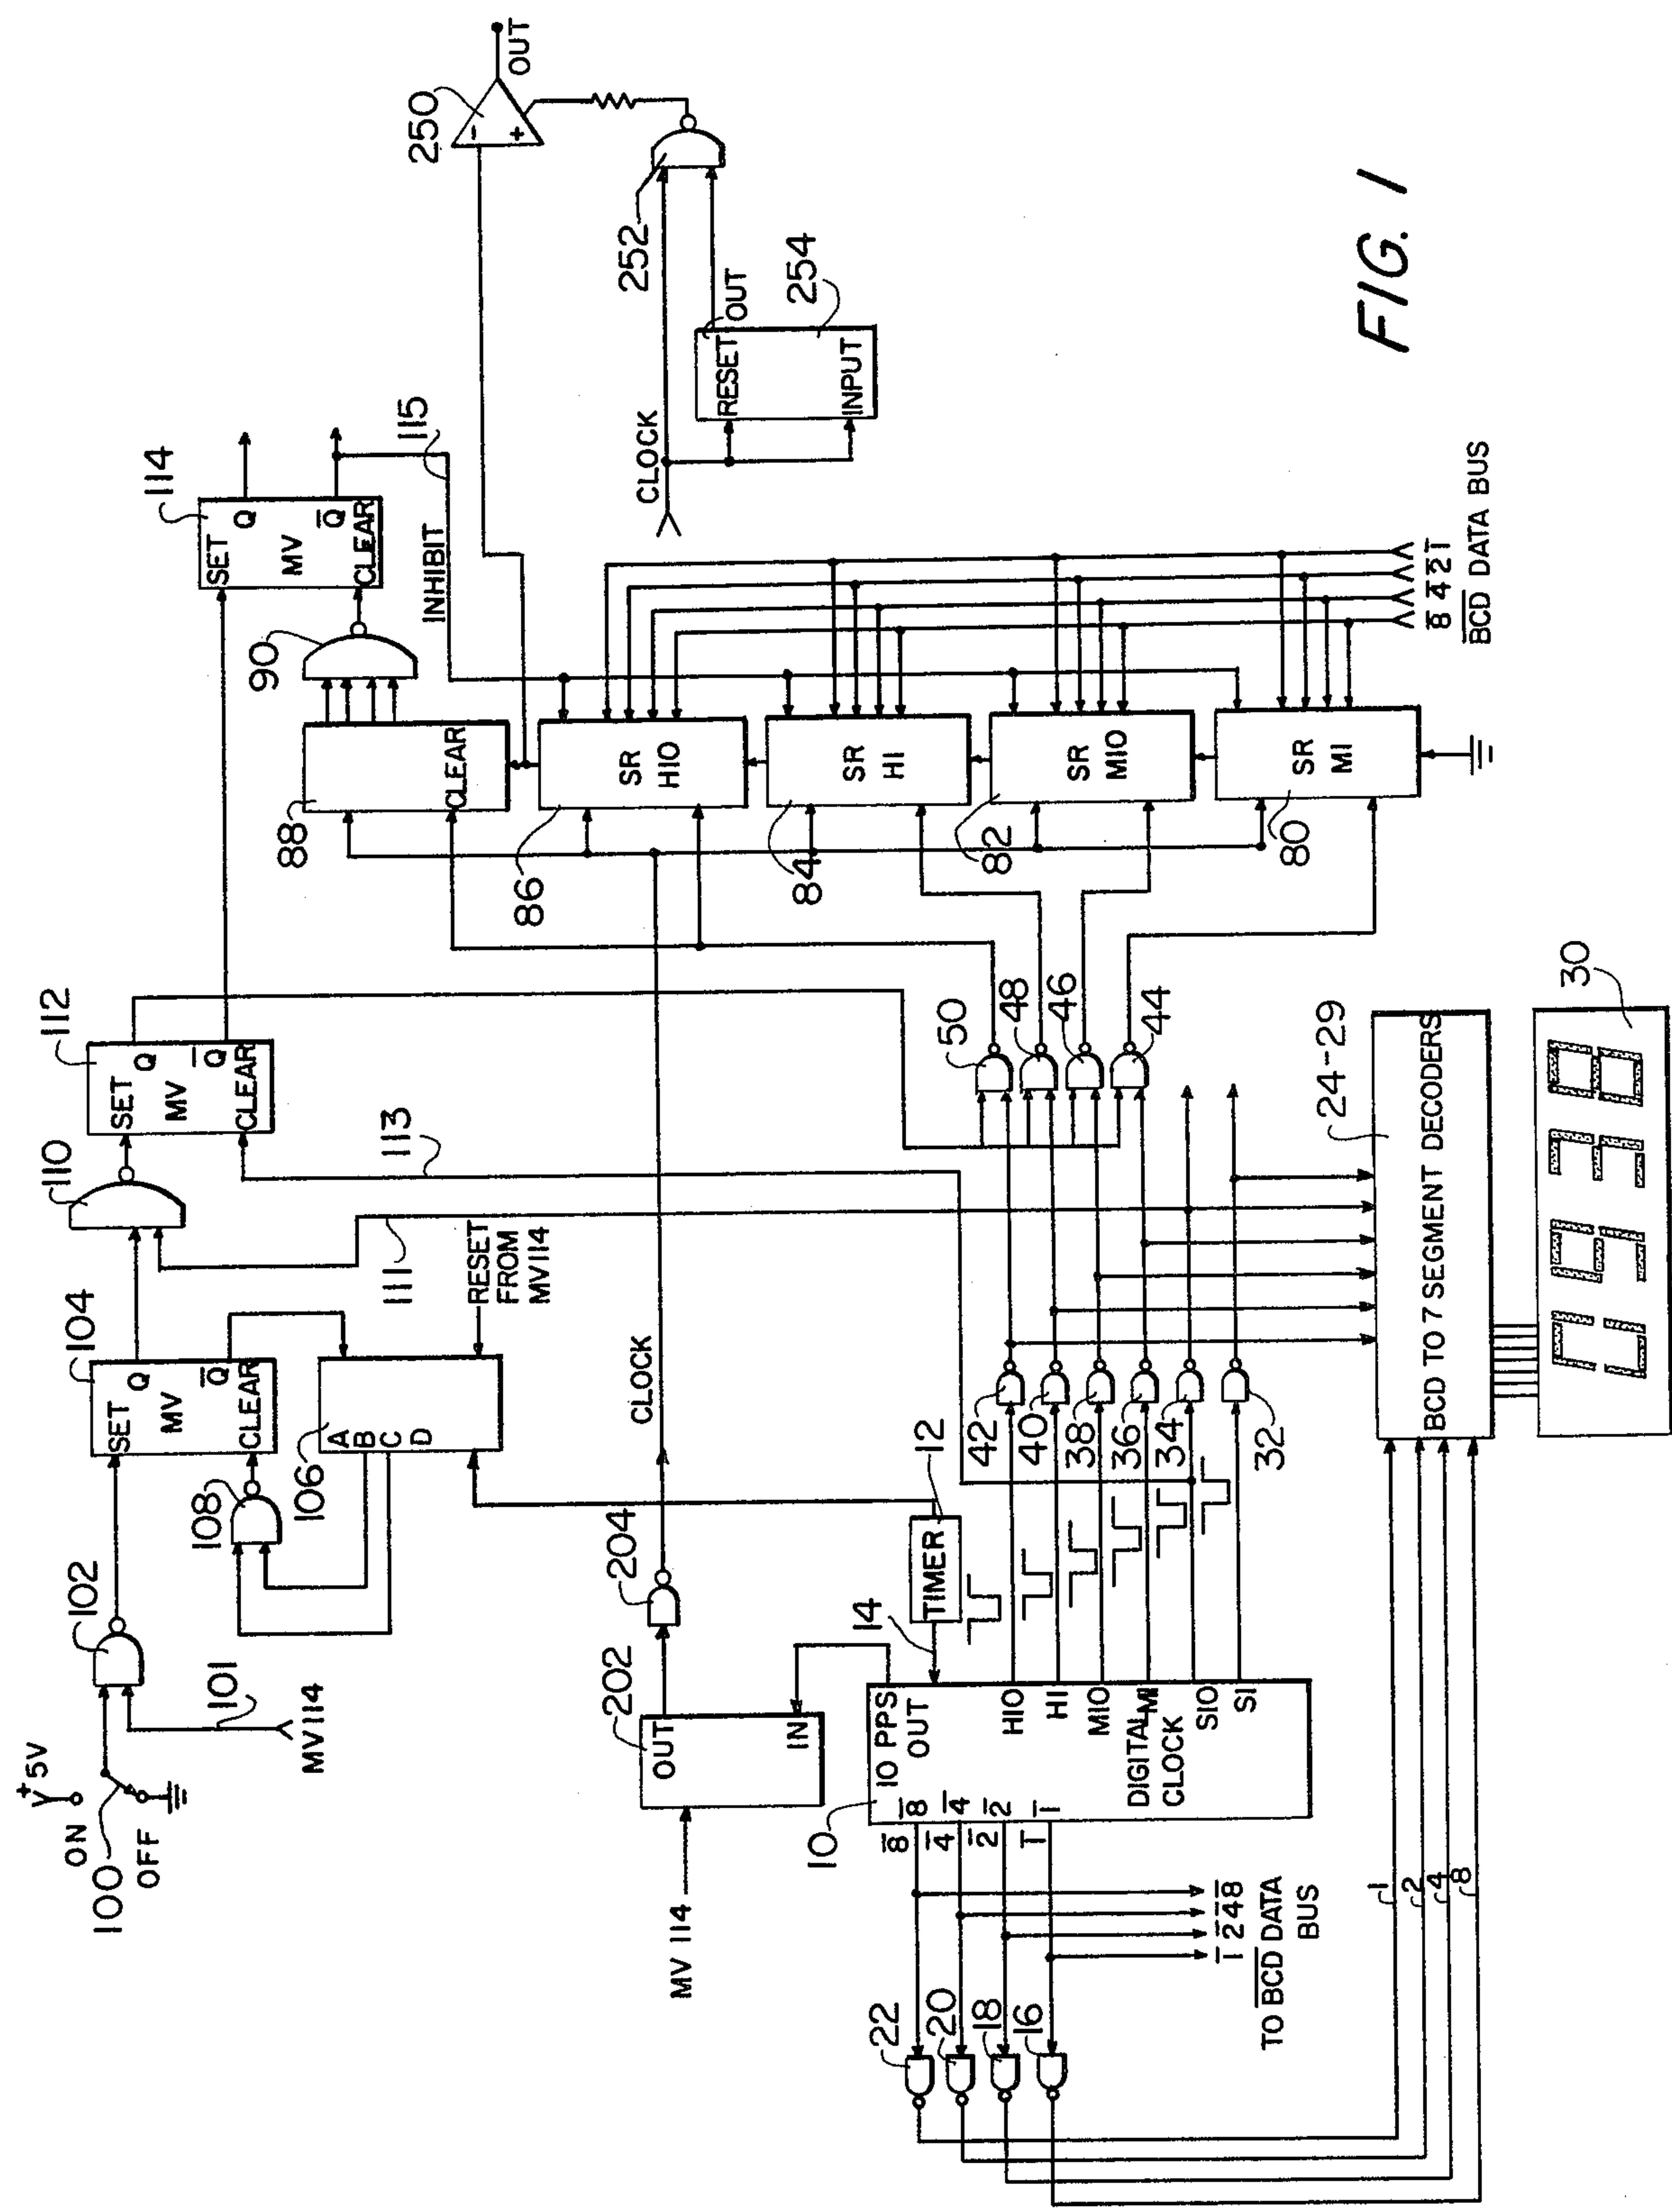 +5V
ON
100
OFF
102
101
MV114
SET
Q
MV
Q̅
CLEAR
104
108
106
A
B
C
D
RESET
FROM
MV114
110
111
113
SET
Q
MV
Q̅
CLEAR
112
SET
Q
MV
Q̅
CLEAR
114
115
INHIBIT
90
88
CLEAR
250
-
+
OUT
252
CLOCK
RESET
OUT
INPUT
254
SR
H10
86
SR
H1
84
SR
M10
82
SR
M1
80
8̅ 4̅ 2̅ 1̅
B̅C̅D̅ DATA BUS
MV 114
OUT
202
IN
204
CLOCK
12
TIMER
14
10
10 PPS
OUT
8̅
4̅
2̅
1̅
8̅
4̅
2̅
1̅
H10
H1
M10
DIGITAL M1
CLOCK
S10
S1
42
40
38
36
34
32
50
48
46
44
22
20
18
16
1̅ 2̅ 4̅ 8̅
TO B̅C̅D̅ DATA
BUS
1
2
4
8
BCD TO 7 SEGMENT DECODERS
24-29
30
FIG. 1